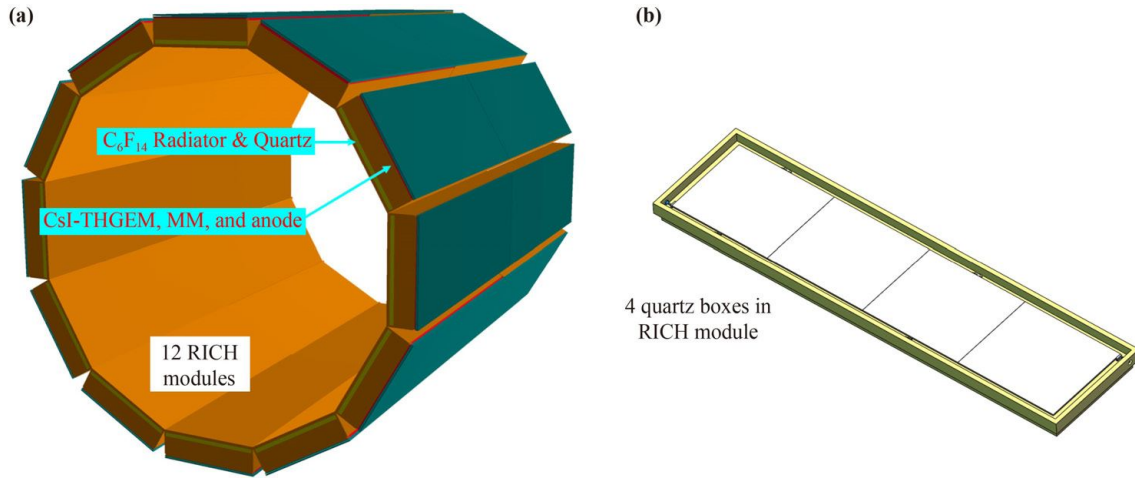 (a)
C₆F₁₄ Radiator & Quartz
CsI-THGEM, MM, and anode
12 RICH
modules
(b)
4 quartz boxes in
RICH module